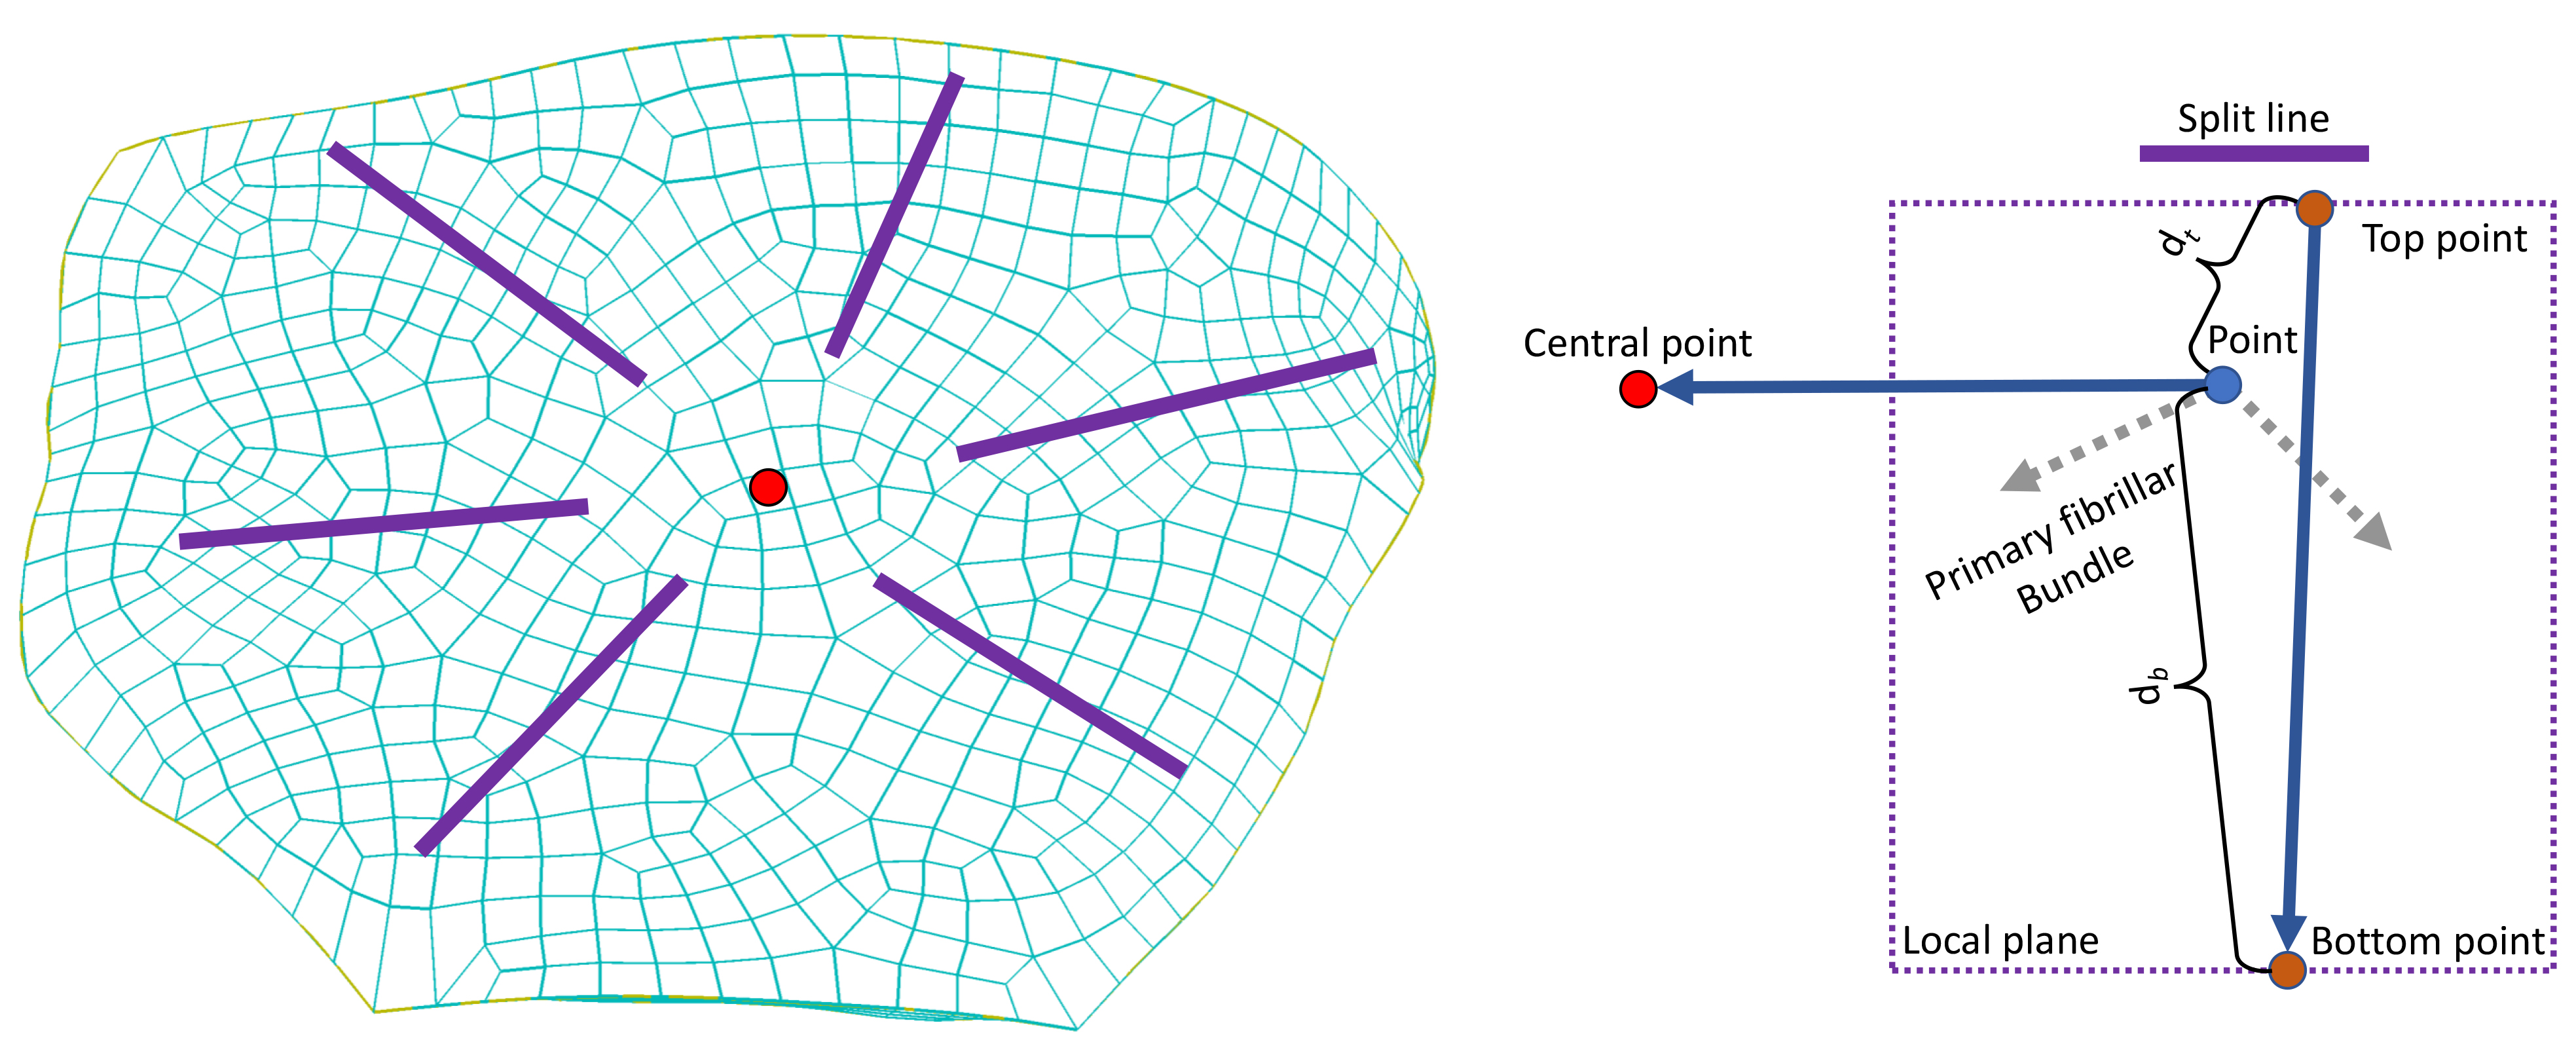 Split line
Top point
d_t
Point
Central point
Primary fibrillar
Bundle
d_b
Local plane
Bottom point